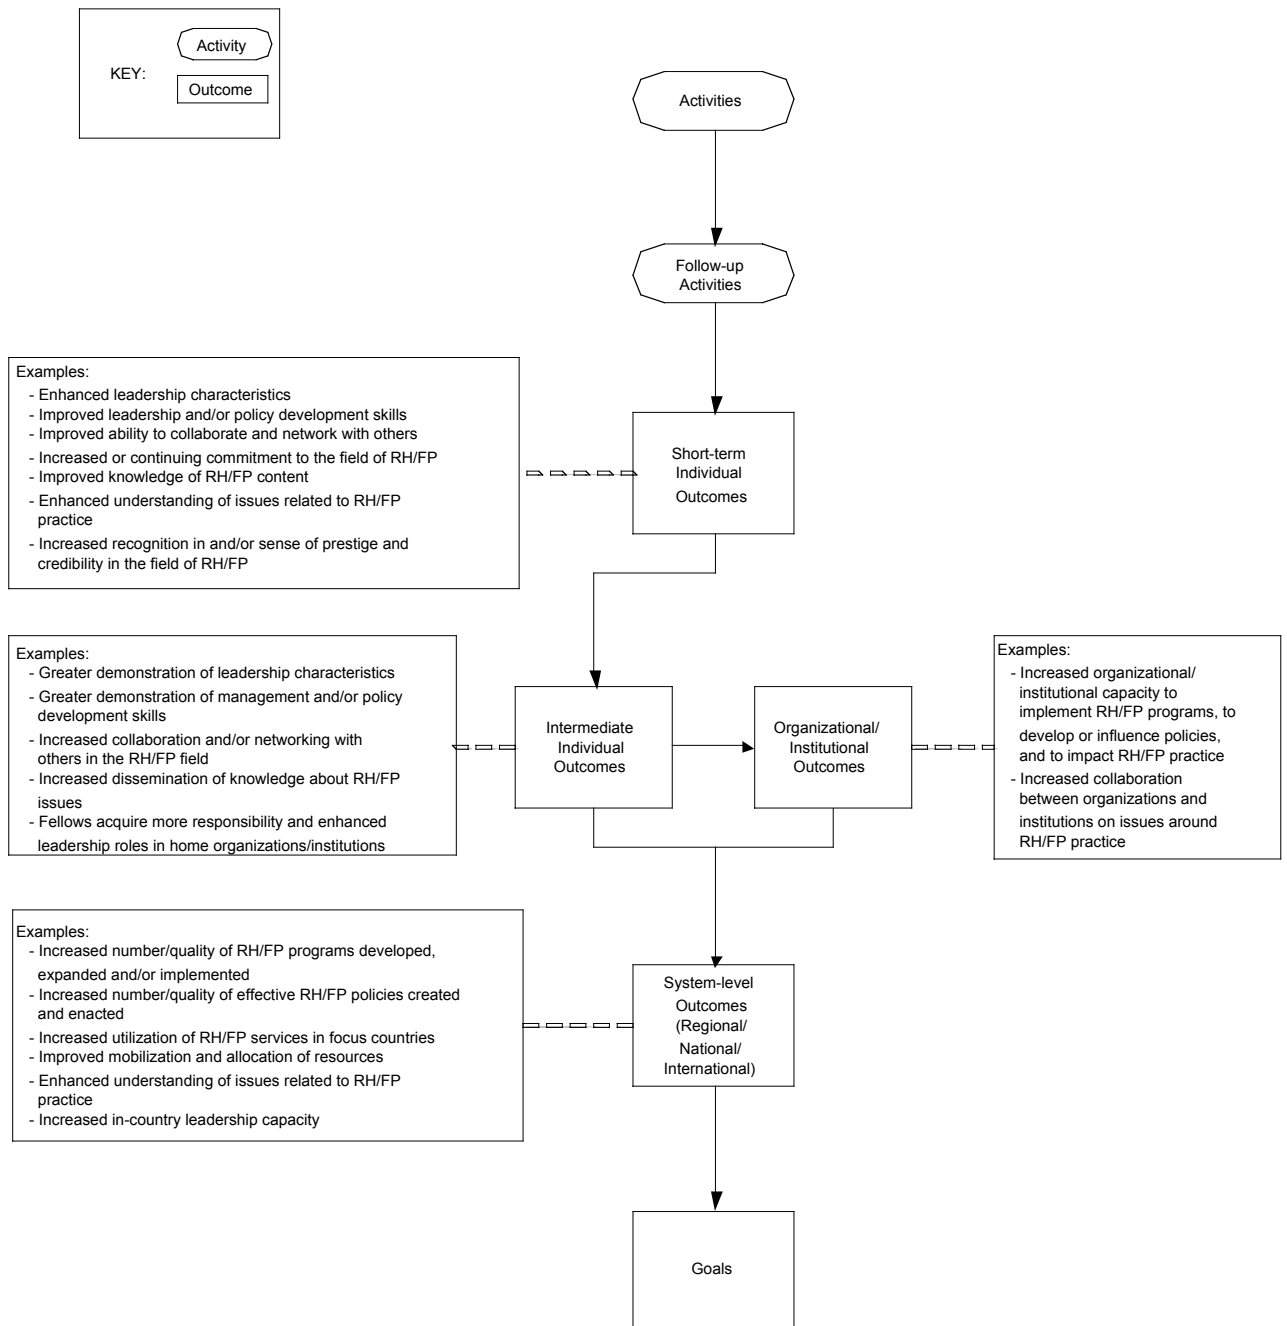 KEY:
Activity
Outcome
Activities
Follow-up
Activities
Examples:
- Enhanced leadership characteristics
- Improved leadership and/or policy development skills
- Improved ability to collaborate and network with others
- Increased or continuing commitment to the field of RH/FP
- Improved knowledge of RH/FP content
- Enhanced understanding of issues related to RH/FP
practice
- Increased recognition in and/or sense of prestige and
credibility in the field of RH/FP
Short-term
Individual
Outcomes
Examples:
- Greater demonstration of leadership characteristics
- Greater demonstration of management and/or policy
development skills
- Increased collaboration and/or networking with
others in the RH/FP field
- Increased dissemination of knowledge about RH/FP
issues
- Fellows acquire more responsibility and enhanced
leadership roles in home organizations/institutions
Intermediate
Individual
Outcomes
Organizational/
Institutional
Outcomes
Examples:
- Increased organizational/
institutional capacity to
implement RH/FP programs, to
develop or influence policies,
and to impact RH/FP practice
- Increased collaboration
between organizations and
institutions on issues around
RH/FP practice
Examples:
- Increased number/quality of RH/FP programs developed,
expanded and/or implemented
- Increased number/quality of effective RH/FP policies created
and enacted
- Increased utilization of RH/FP services in focus countries
- Improved mobilization and allocation of resources
- Enhanced understanding of issues related to RH/FP
practice
- Increased in-country leadership capacity
System-level
Outcomes
(Regional/
National/
International)
Goals